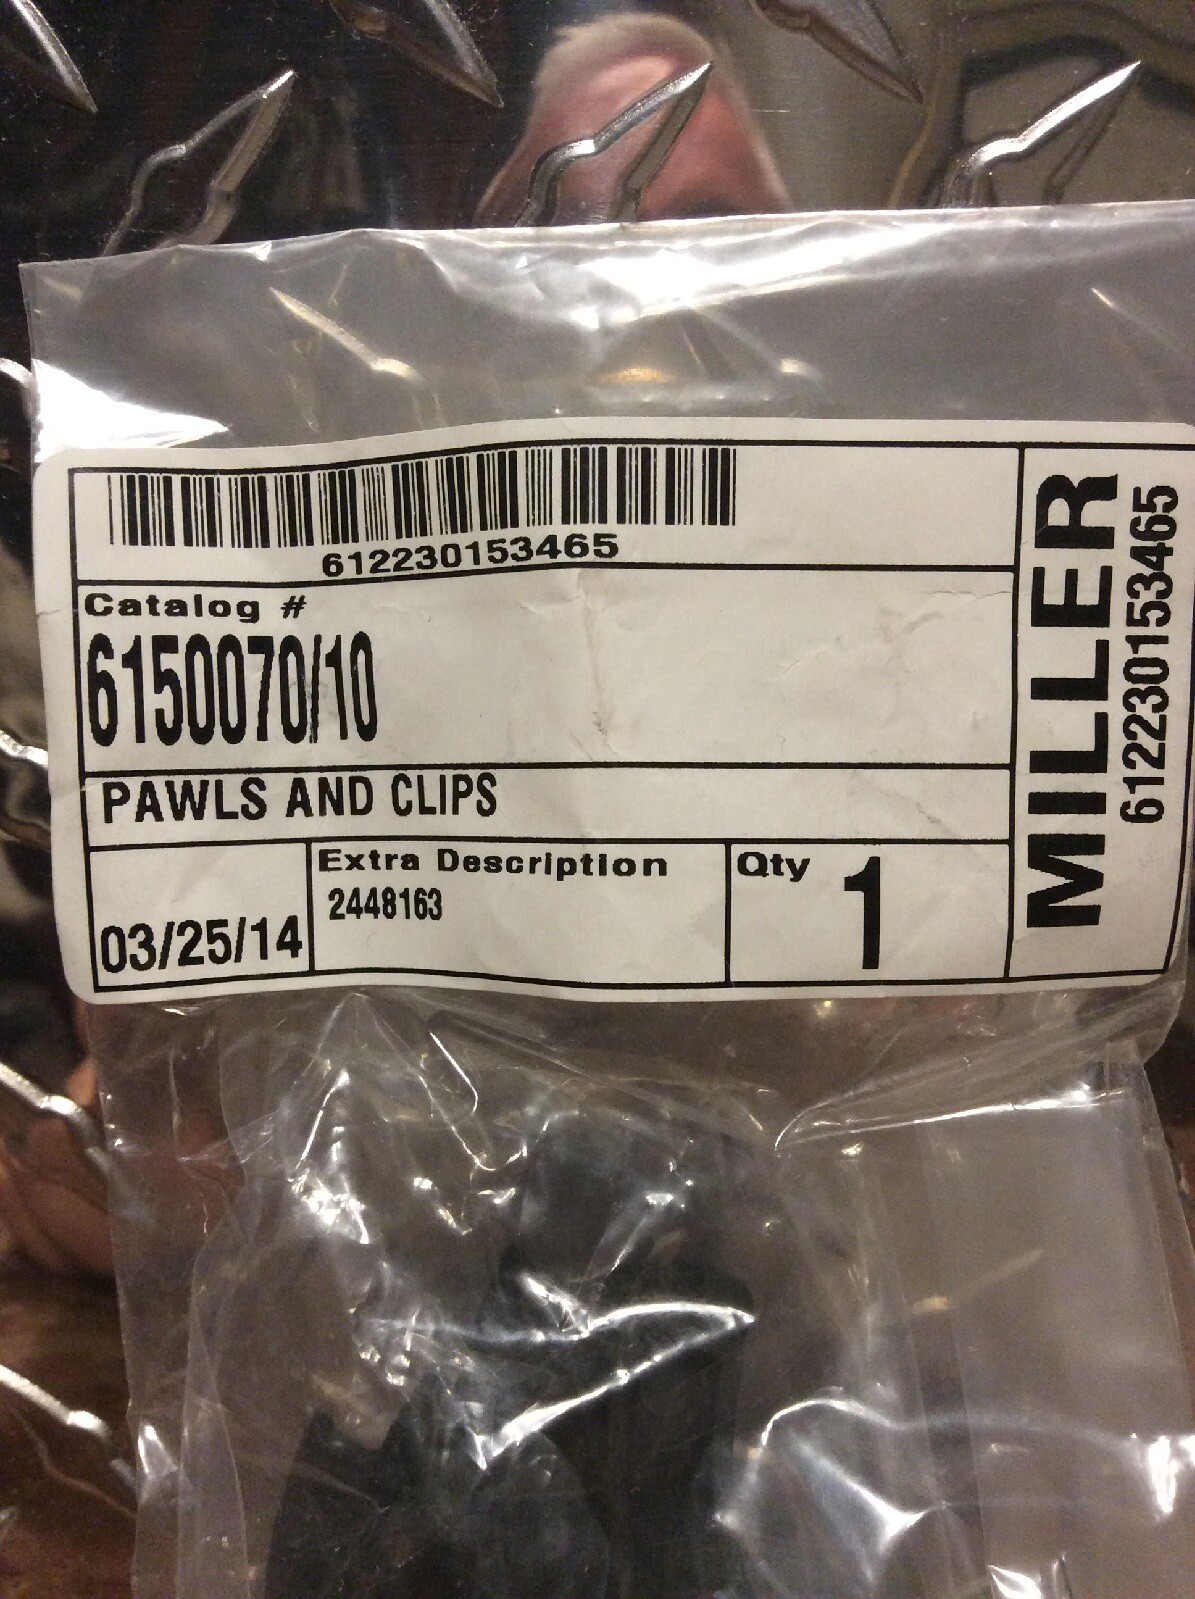 612230153465
Catalog #
6150070/10
PAWLS AND CLIPS
03/25/14
Extra Description
2448163
Qty
1
MILLER
612230153465